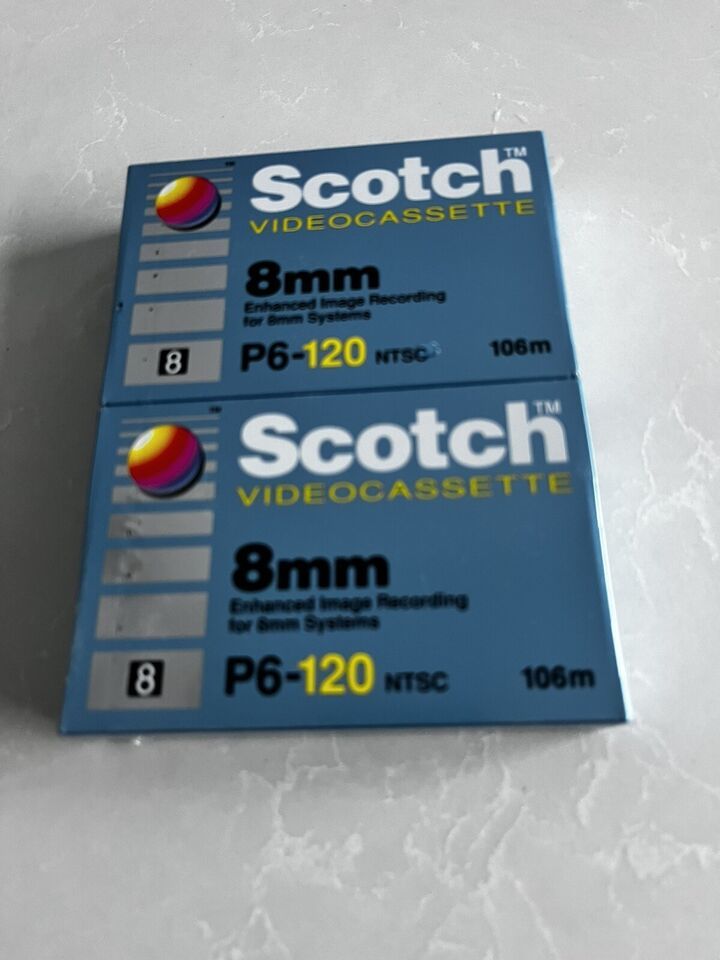 Scotch™
VIDEOCASSETTE
8mm
Enhanced Image Recording
for 8mm Systems
8 P6-120 NTSC 106m
Scotch™
VIDEOCASSETTE
8mm
Enhanced Image Recording
for 8mm Systems
8 P6-120 NTSC 106m